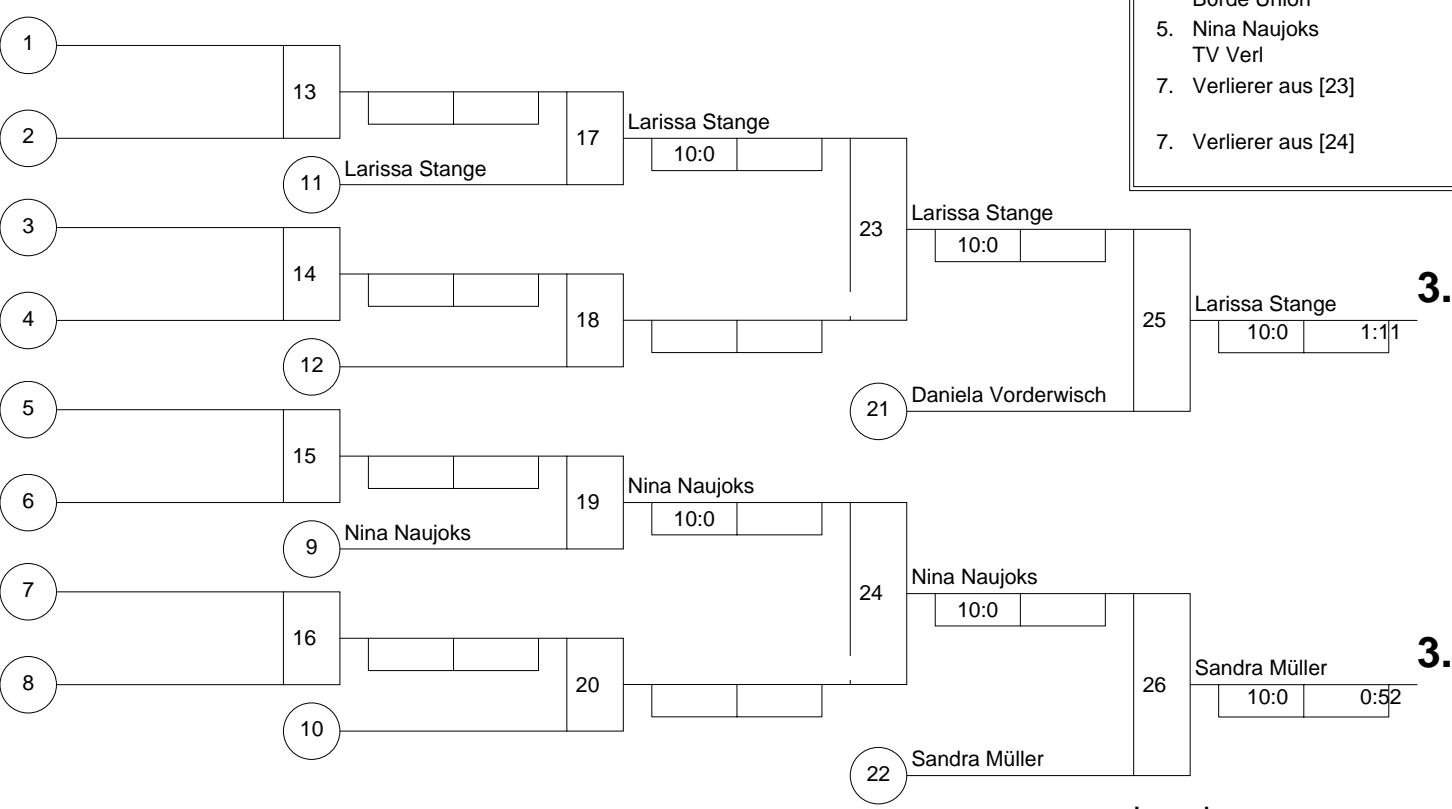 Börde Union
5. Nina Naujoks
TV Verl
7. Verlierer aus [23]
7. Verlierer aus [24]
1
13
2
17
Larissa Stange
10:0
11
Larissa Stange
3
23
Larissa Stange
10:0
14
4
18
12
25
Larissa Stange
3.
10:0
1:11
21
Daniela Vorderwisch
5
15
6
19
Nina Naujoks
10:0
9
Nina Naujoks
7
24
Nina Naujoks
10:0
16
8
20
10
26
Sandra Müller
3.
10:0
0:52
22
Sandra Müller